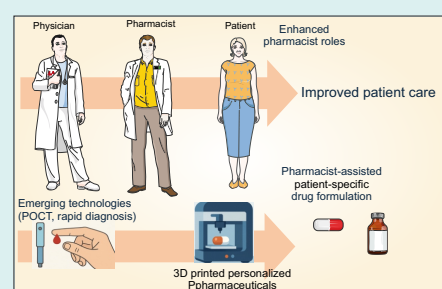 Physician
Pharmacist
Patient
Enhanced
pharmacist roles
Improved patient care
Pharmacist-assisted
patient-specific
drug formulation
Emerging technologies
(POCT, rapid diagnosis)
3D printed personalized
Ppharmaceuticals